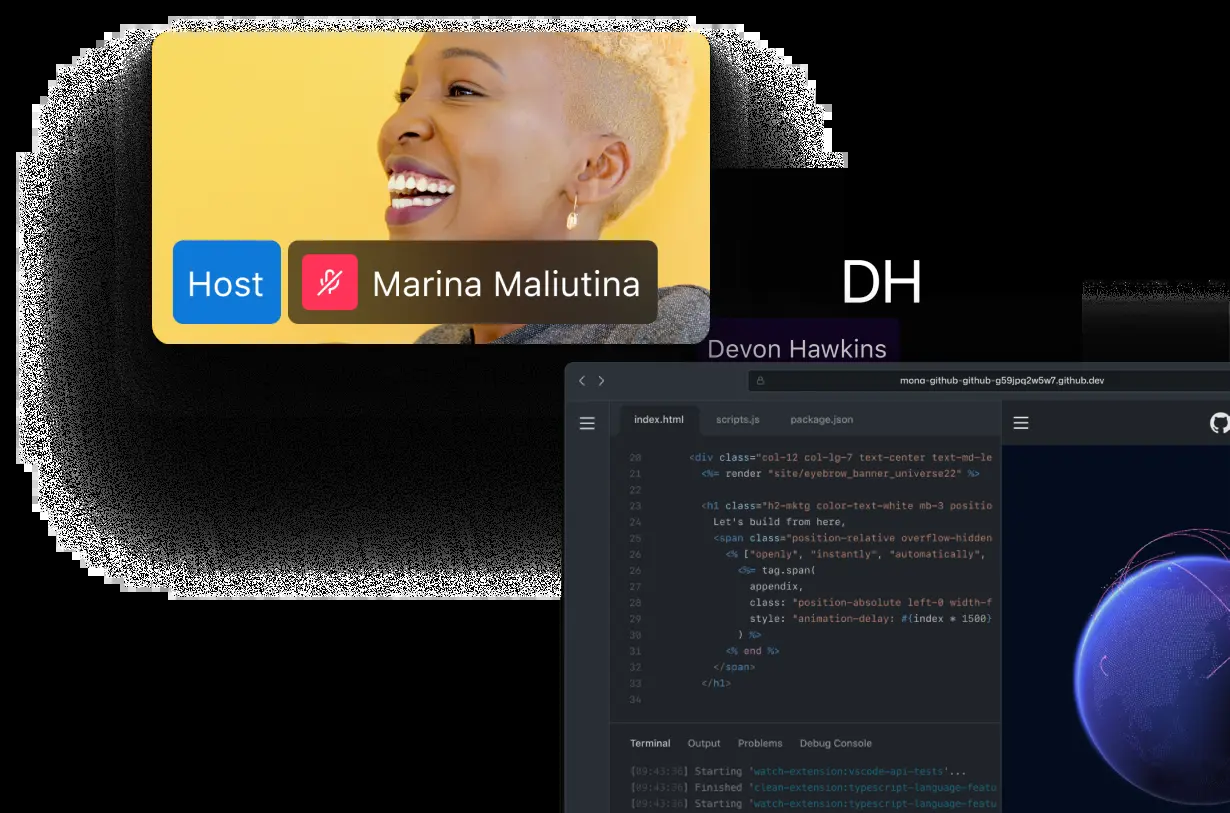 Host
Marina Maliutina
DH
Devon Hawkins
mona-github-github-g59jpq2w5w7.github.dev
index.html scripts.js package.json
20 <div class="col-12 col-lg-7 text-center text-md-le
21 <%= render "site/eyebrow_banner_universe22" %>
22
23 <h1 class="h2-mktg color-text-white mb-3 positio
24 Let's build from here,
25 <span class="position-relative overflow-hidden
26 <% ["openly", "instantly", "automatically",
26 <%= tag.span(
27 appendix,
28 class: "position-absolute left-0 width-f
29 style: "animation-delay: #{index * 1500}
30 ) %>
31 <% end %>
32 </span>
33 </h1>
34
Terminal Output Problems Debug Console
[09:43:36] Starting 'watch-extension:vscode-api-tests'...
[09:43:36] Finished 'clean-extension:typescript-language-featu
[09:43:36] Starting 'watch-extension:typescript-language-featu